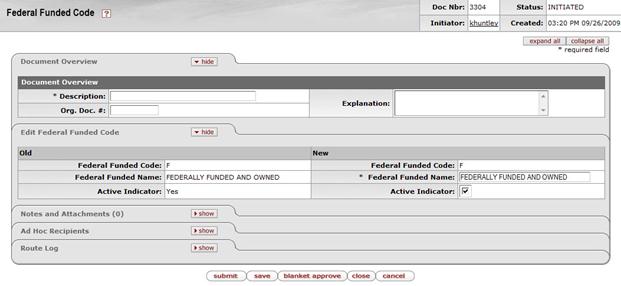 Federal Funded Code ?
Doc Nbr: 3304 Status: INITIATED
Initiator: khuntley Created: 03:20 PM 09/26/2009
expand all collapse all
* required field
Document Overview hide
Document Overview
* Description: Explanation:
Org. Doc. #:
Edit Federal Funded Code hide
Old New
Federal Funded Code: F Federal Funded Code: F
Federal Funded Name: FEDERALLY FUNDED AND OWNED * Federal Funded Name: FEDERALLY FUNDED AND OWNED
Active Indicator: Yes Active Indicator:
Notes and Attachments (0) show
Ad Hoc Recipients show
Route Log show
submit save blanket approve close cancel